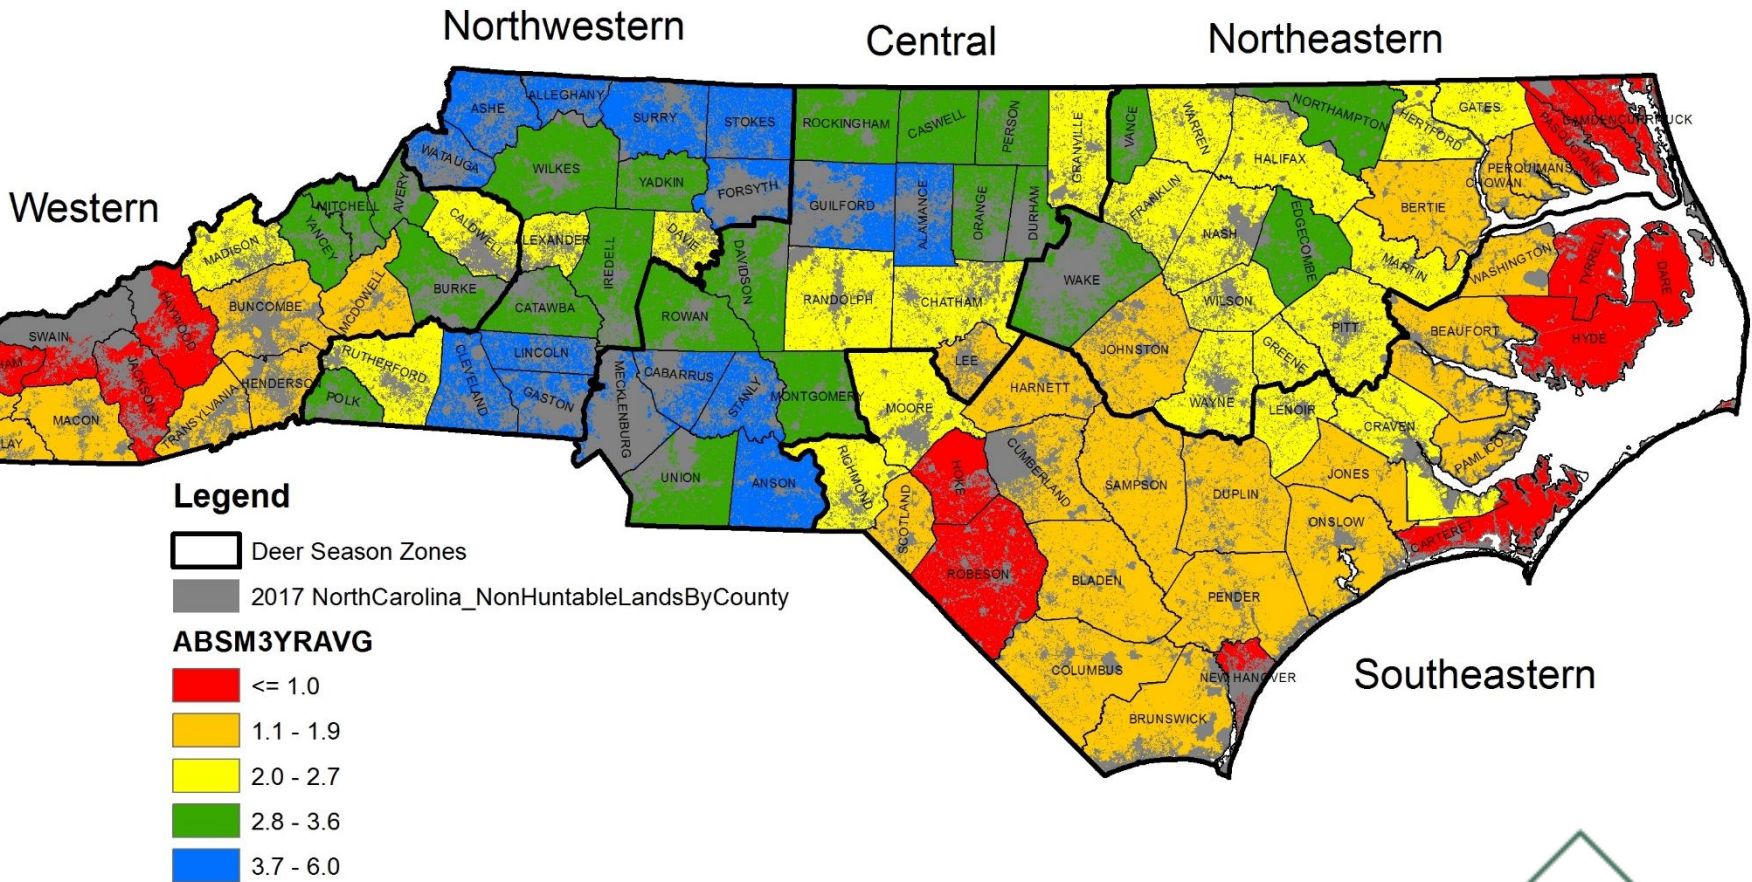 Northwestern
Central
Northeastern
Western
Southeastern
ASHE
ALLEGHANY
SURRY
STOKES
ROCKINGHAM
CASWELL
PERSON
GRANVILLE
VANCE
WARREN
NORTHAMPTON
HERTFORD
GATES
PASQUOTANK
CAMDEN
CURRITUCK
WATAUGA
WILKES
YADKIN
FORSYTH
GUILFORD
ALAMANCE
ORANGE
DURHAM
FRANKLIN
HALIFAX
BERTIE
PERQUIMANS
CHOWAN
MITCHELL
AVERY
YANCEY
MADISON
CALDWELL
LEXANDER
IREDELL
DAVIE
DAVIDSON
WAKE
NASH
EDGECOMBE
MARTIN
WASHINGTON
TYRRELL
DARE
SWAIN
HAYWOOD
BUNCOMBE
MCDOWELL
BURKE
CATAWBA
ROWAN
RANDOLPH
CHATHAM
JOHNSTON
WILSON
PITT
BEAUFORT
HYDE
HAM
JACKSON
HENDERSON
RUTHERFORD
CLEVELAND
LINCOLN
MECKLENBURG
CABARRUS
STANLY
MONTGOMERY
LEE
HARNETT
GREENE
WAYNE
LENOIR
CRAVEN
LAY
MACON
TRANSYLVANIA
POLK
GASTON
UNION
ANSON
RICHMOND
MOORE
HOKE
CUMBERLAND
SAMPSON
DUPLIN
JONES
PAMLICO
SCOTLAND
ROBESON
BLADEN
PENDER
ONSLOW
CARTERET
COLUMBUS
BRUNSWICK
NEW HANOVER
Legend
Deer Season Zones
2017 NorthCarolina_NonHuntableLandsByCounty
ABSM3YRAVG
<= 1.0
1.1 - 1.9
2.0 - 2.7
2.8 - 3.6
3.7 - 6.0